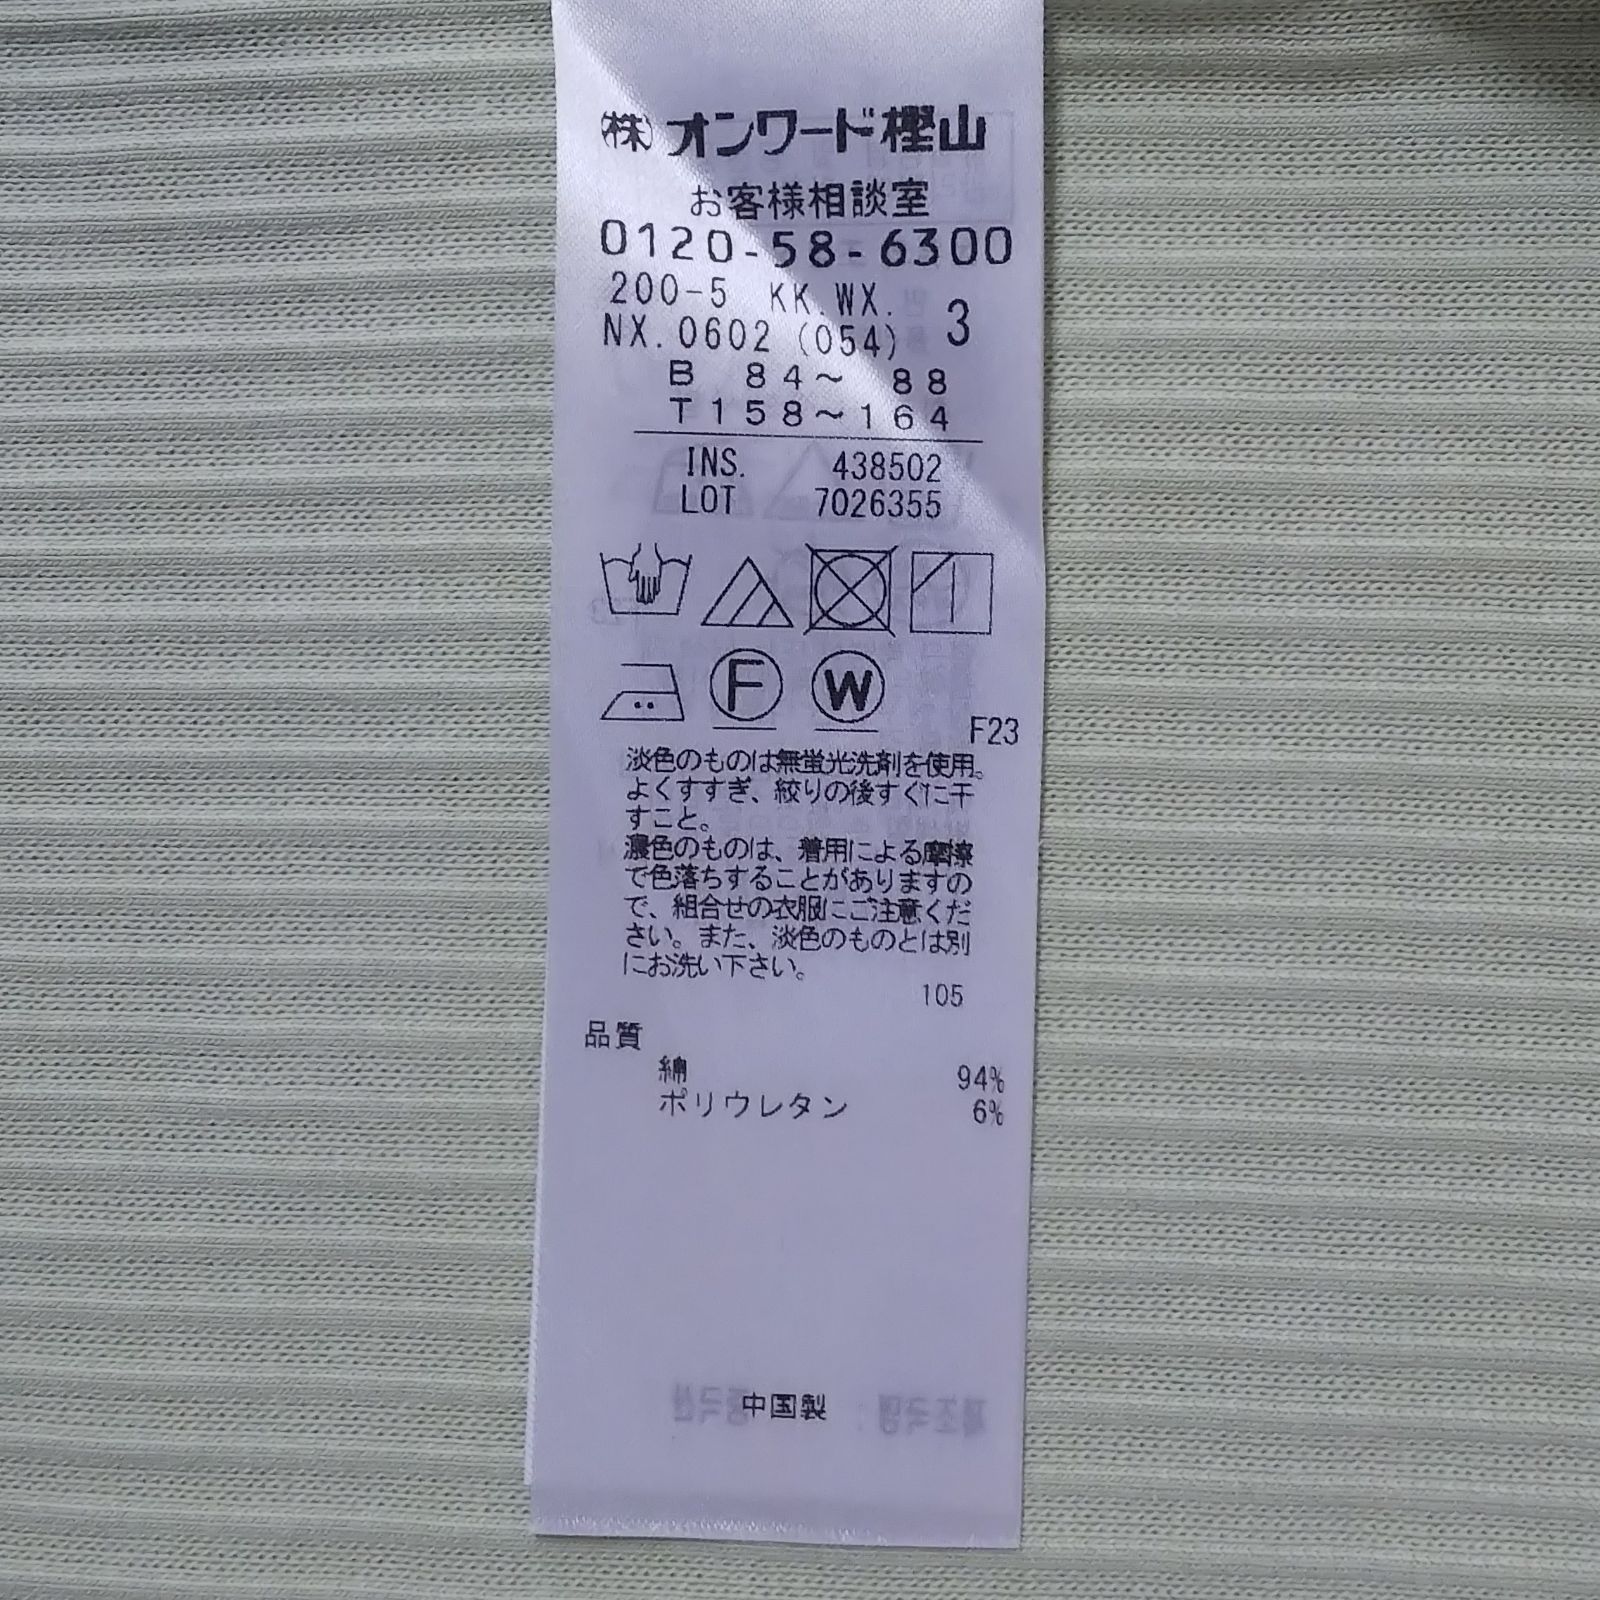 ㈱オンワード樫山
お客様相談室
0120-58-6300
200-5 KK.WX.
NX.0602(054) 3
B 84～ 88
T158～164
INS. 438502
LOT 7026355
F W
F23
淡色のものは無蛍光洗剤を使用。
よくすすぎ、絞りの後すぐに干
すこと。
濃色のものは、着用による摩擦
で色落ちすることがありますの
で、組合せの衣服にご注意くだ
さい。また、淡色のものとは別
にお洗い下さい。
105
品質
綿 94%
ポリウレタン 6%
中国製